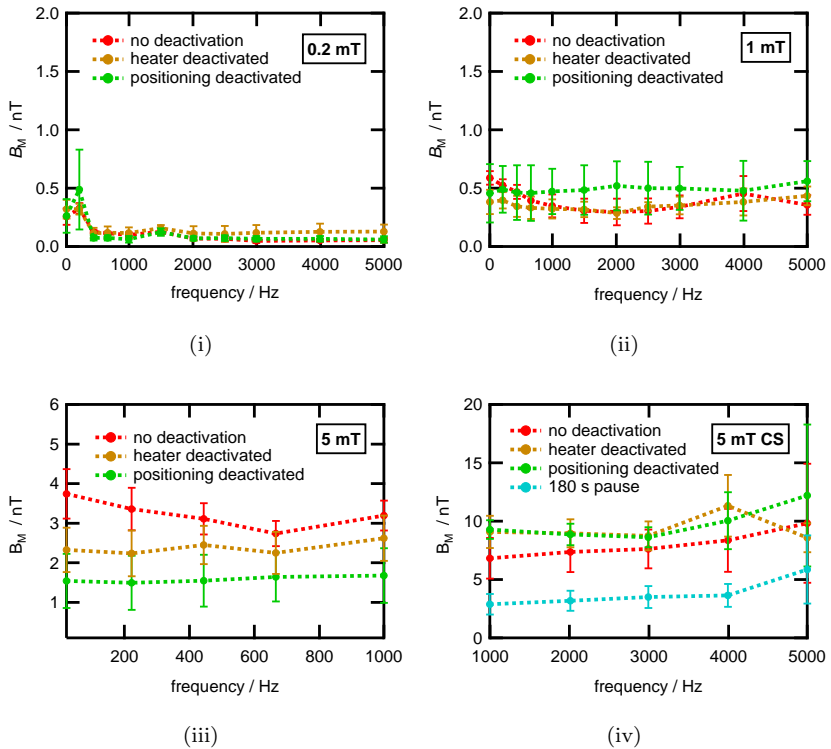 2.0
1.5
1.0
0.5
0.0
B_M / nT
no deactivation
heater deactivated
positioning deactivated
0.2 mT
0 1000 2000 3000 4000 5000
frequency / Hz
(i)
2.0
1.5
1.0
0.5
0.0
B_M / nT
no deactivation
heater deactivated
positioning deactivated
1 mT
0 1000 2000 3000 4000 5000
frequency / Hz
(ii)
6
5
4
3
2
1
B_M / nT
no deactivation
heater deactivated
positioning deactivated
5 mT
200 400 600 800 1000
frequency / Hz
(iii)
20
15
10
5
0
B_M / nT
no deactivation
heater deactivated
positioning deactivated
180 s pause
5 mT CS
1000 2000 3000 4000 5000
frequency / Hz
(iv)